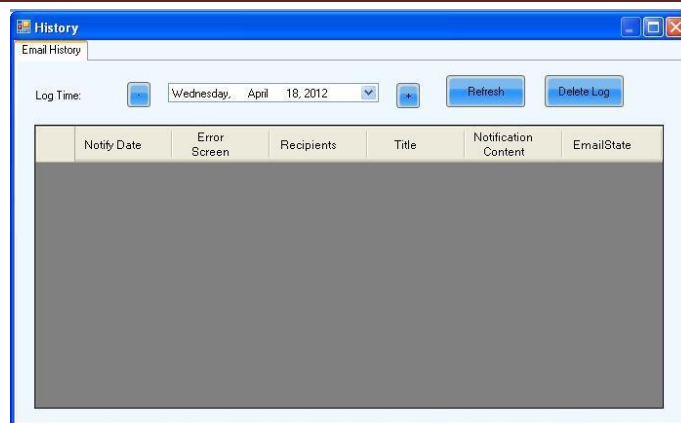 History
Email History
Log Time: - Wednesday, April 18, 2012 + Refresh Delete Log
Notify Date Error Screen Recipients Title Notification Content EmailState